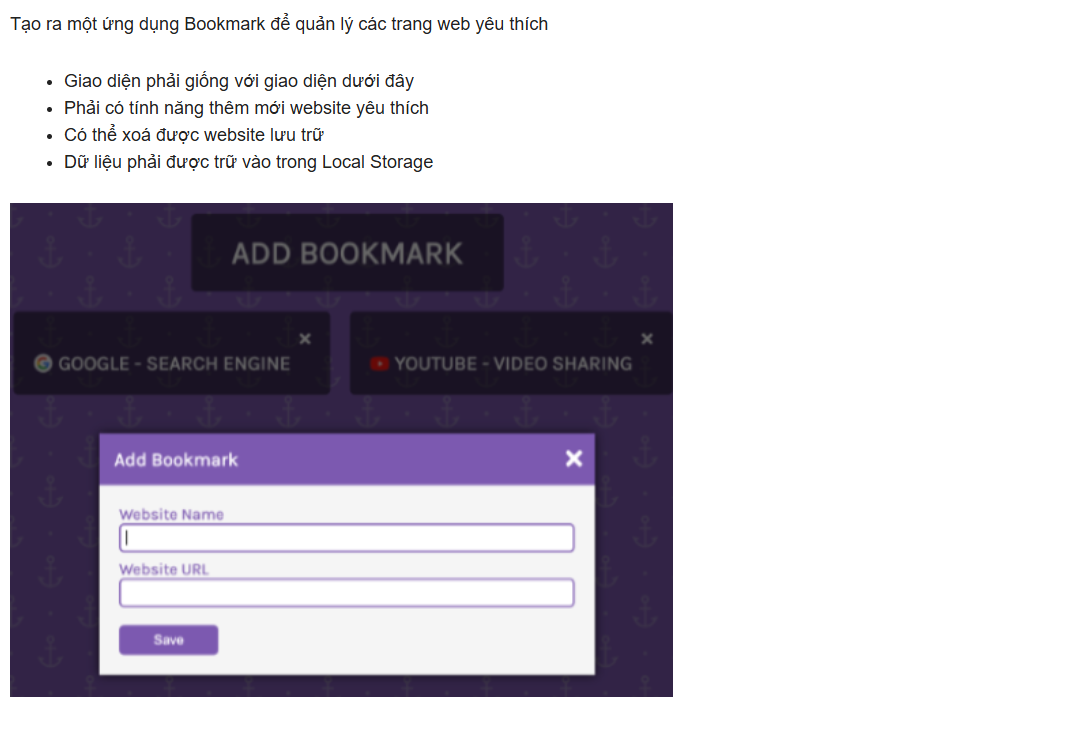 Tạo ra một ứng dụng Bookmark để quản lý các trang web yêu thích
Giao diện phải giống với giao diện dưới đây
Phải có tính năng thêm mới website yêu thích
Có thể xoá được website lưu trữ
Dữ liệu phải được trữ vào trong Local Storage
ADD BOOKMARK
GOOGLE - SEARCH ENGINE
YOUTUBE - VIDEO SHARING
Add Bookmark
Website Name
Website URL
Save